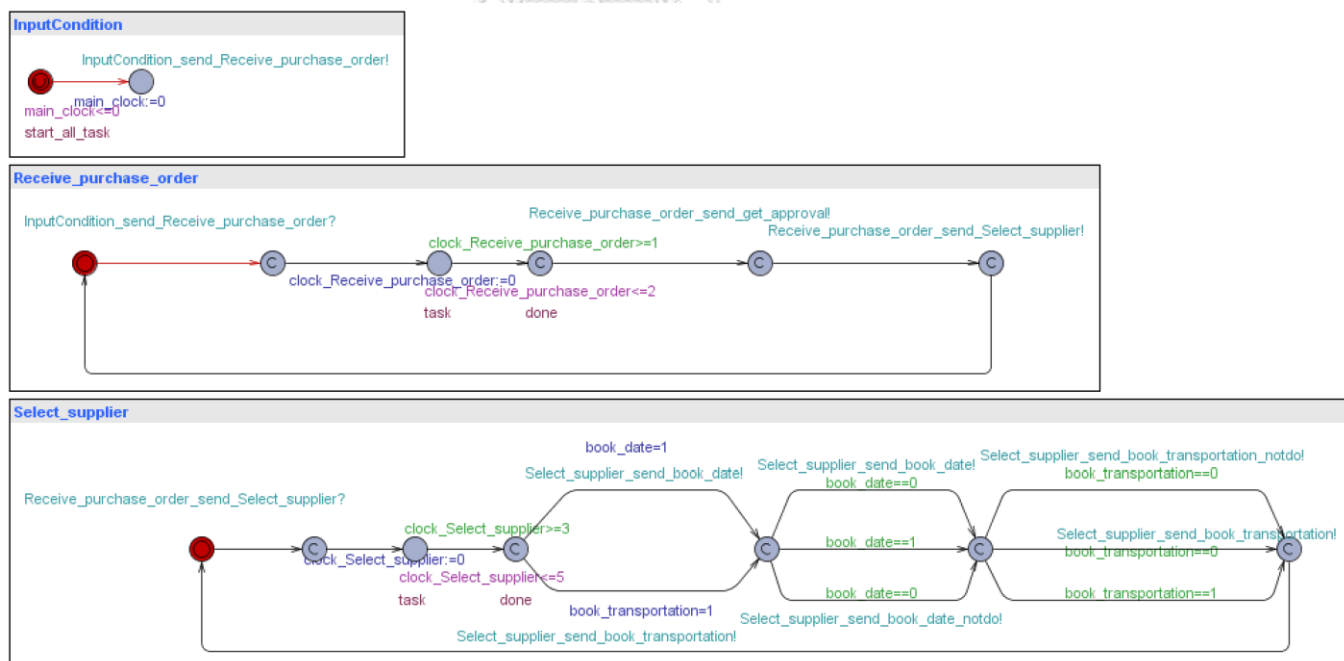 InputCondition
InputCondition_send_Receive_purchase_order!
main_clock:=0
main_clock<=0
start_all_task
Receive_purchase_order
InputCondition_send_Receive_purchase_order?
Receive_purchase_order_send_get_approval!
Receive_purchase_order_send_Select_supplier!
clock_Receive_purchase_order>=1
C
C
C
C
clock_Receive_purchase_order:=0
clock_Receive_purchase_order<=2
task done
Select_supplier
book_date=1
Select_supplier_send_book_date!
Select_supplier_send_book_date!
Select_supplier_send_book_transportation_notdo!
book_date==0
book_transportation==0
Receive_purchase_order_send_Select_supplier?
clock_Select_supplier>=3
Select_supplier_send_book_transportation!
C
C
book_date==1
C
C
C
book_transportation==0
clock_Select_supplier:=0
clock_Select_supplier<=5
task done
book_date==0
book_transportation==1
book_transportation=1
Select_supplier_send_book_date_notdo!
Select_supplier_send_book_transportation!